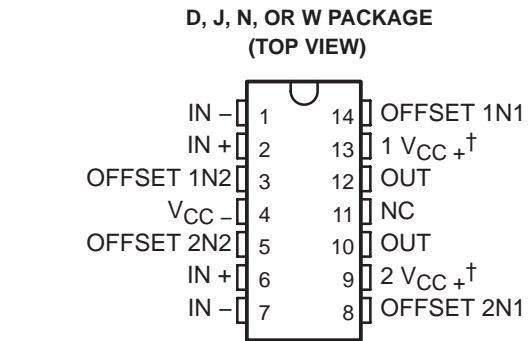 D, J, N, OR W PACKAGE
(TOP VIEW)
IN – 1 14 OFFSET 1N1
IN + 2 13 1 VCC +†
OFFSET 1N2 3 12 OUT
VCC – 4 11 NC
OFFSET 2N2 5 10 OUT
IN + 6 9 2 VCC +†
IN – 7 8 OFFSET 2N1